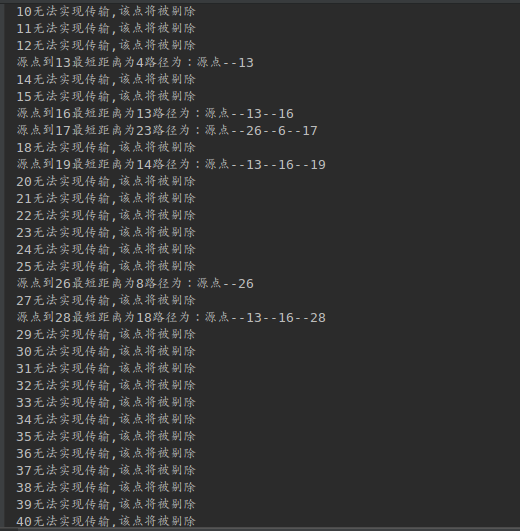 10无法实现传输,该点将被剔除
11无法实现传输,该点将被剔除
12无法实现传输,该点将被剔除
源点到13最短距离为4路径为：源点--13
14无法实现传输,该点将被剔除
15无法实现传输,该点将被剔除
源点到16最短距离为13路径为：源点--13--16
源点到17最短距离为23路径为：源点--26--6--17
18无法实现传输,该点将被剔除
源点到19最短距离为14路径为：源点--13--16--19
20无法实现传输,该点将被剔除
21无法实现传输,该点将被剔除
22无法实现传输,该点将被剔除
23无法实现传输,该点将被剔除
24无法实现传输,该点将被剔除
25无法实现传输,该点将被剔除
源点到26最短距离为8路径为：源点--26
27无法实现传输,该点将被剔除
源点到28最短距离为18路径为：源点--13--16--28
29无法实现传输,该点将被剔除
30无法实现传输,该点将被剔除
31无法实现传输,该点将被剔除
32无法实现传输,该点将被剔除
33无法实现传输,该点将被剔除
34无法实现传输,该点将被剔除
35无法实现传输,该点将被剔除
36无法实现传输,该点将被剔除
37无法实现传输,该点将被剔除
38无法实现传输,该点将被剔除
39无法实现传输,该点将被剔除
40无法实现传输,该点将被剔除